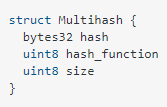 struct Multihash {
  bytes32 hash
  uint8 hash_function
  uint8 size
}